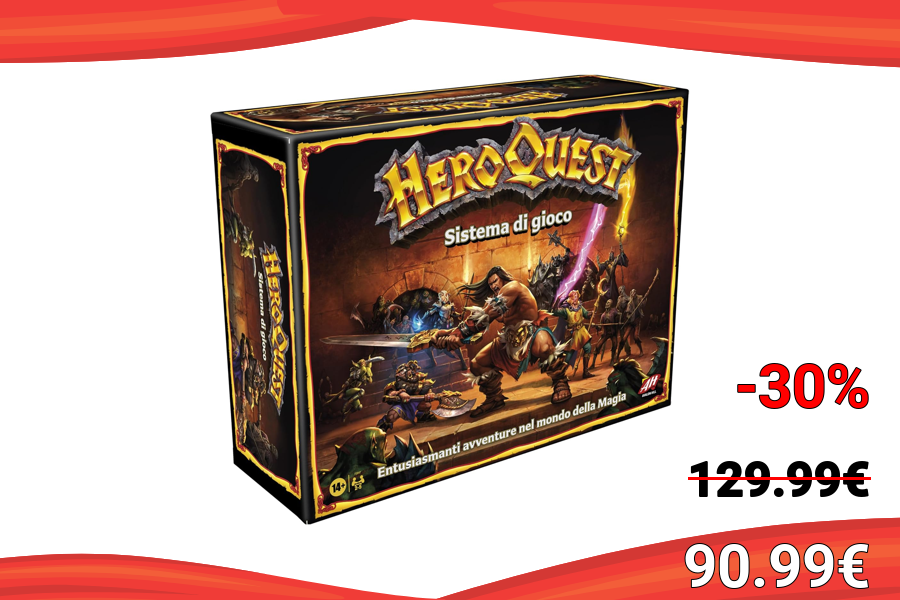 HEROQUEST
Sistema di gioco
HEROQUEST
Sistema di gioco
AH
Entusiasmanti avventure nel mondo della Magia
14+
-30%
129.99€
90.99€